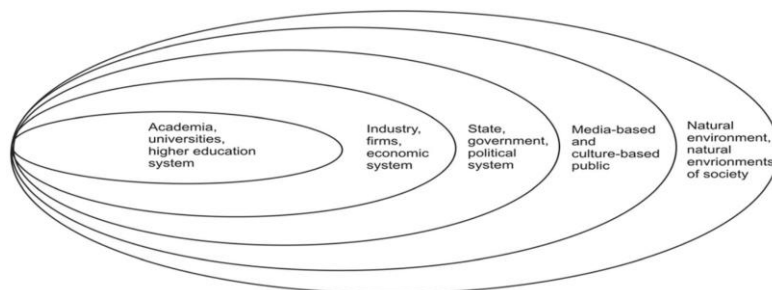 Academia,
universities,
higher education
system
Industry,
firms,
economic
system
State,
government,
political
system
Media-based
and
culture-based
public
Natural
environment,
natural
envrionments
of society